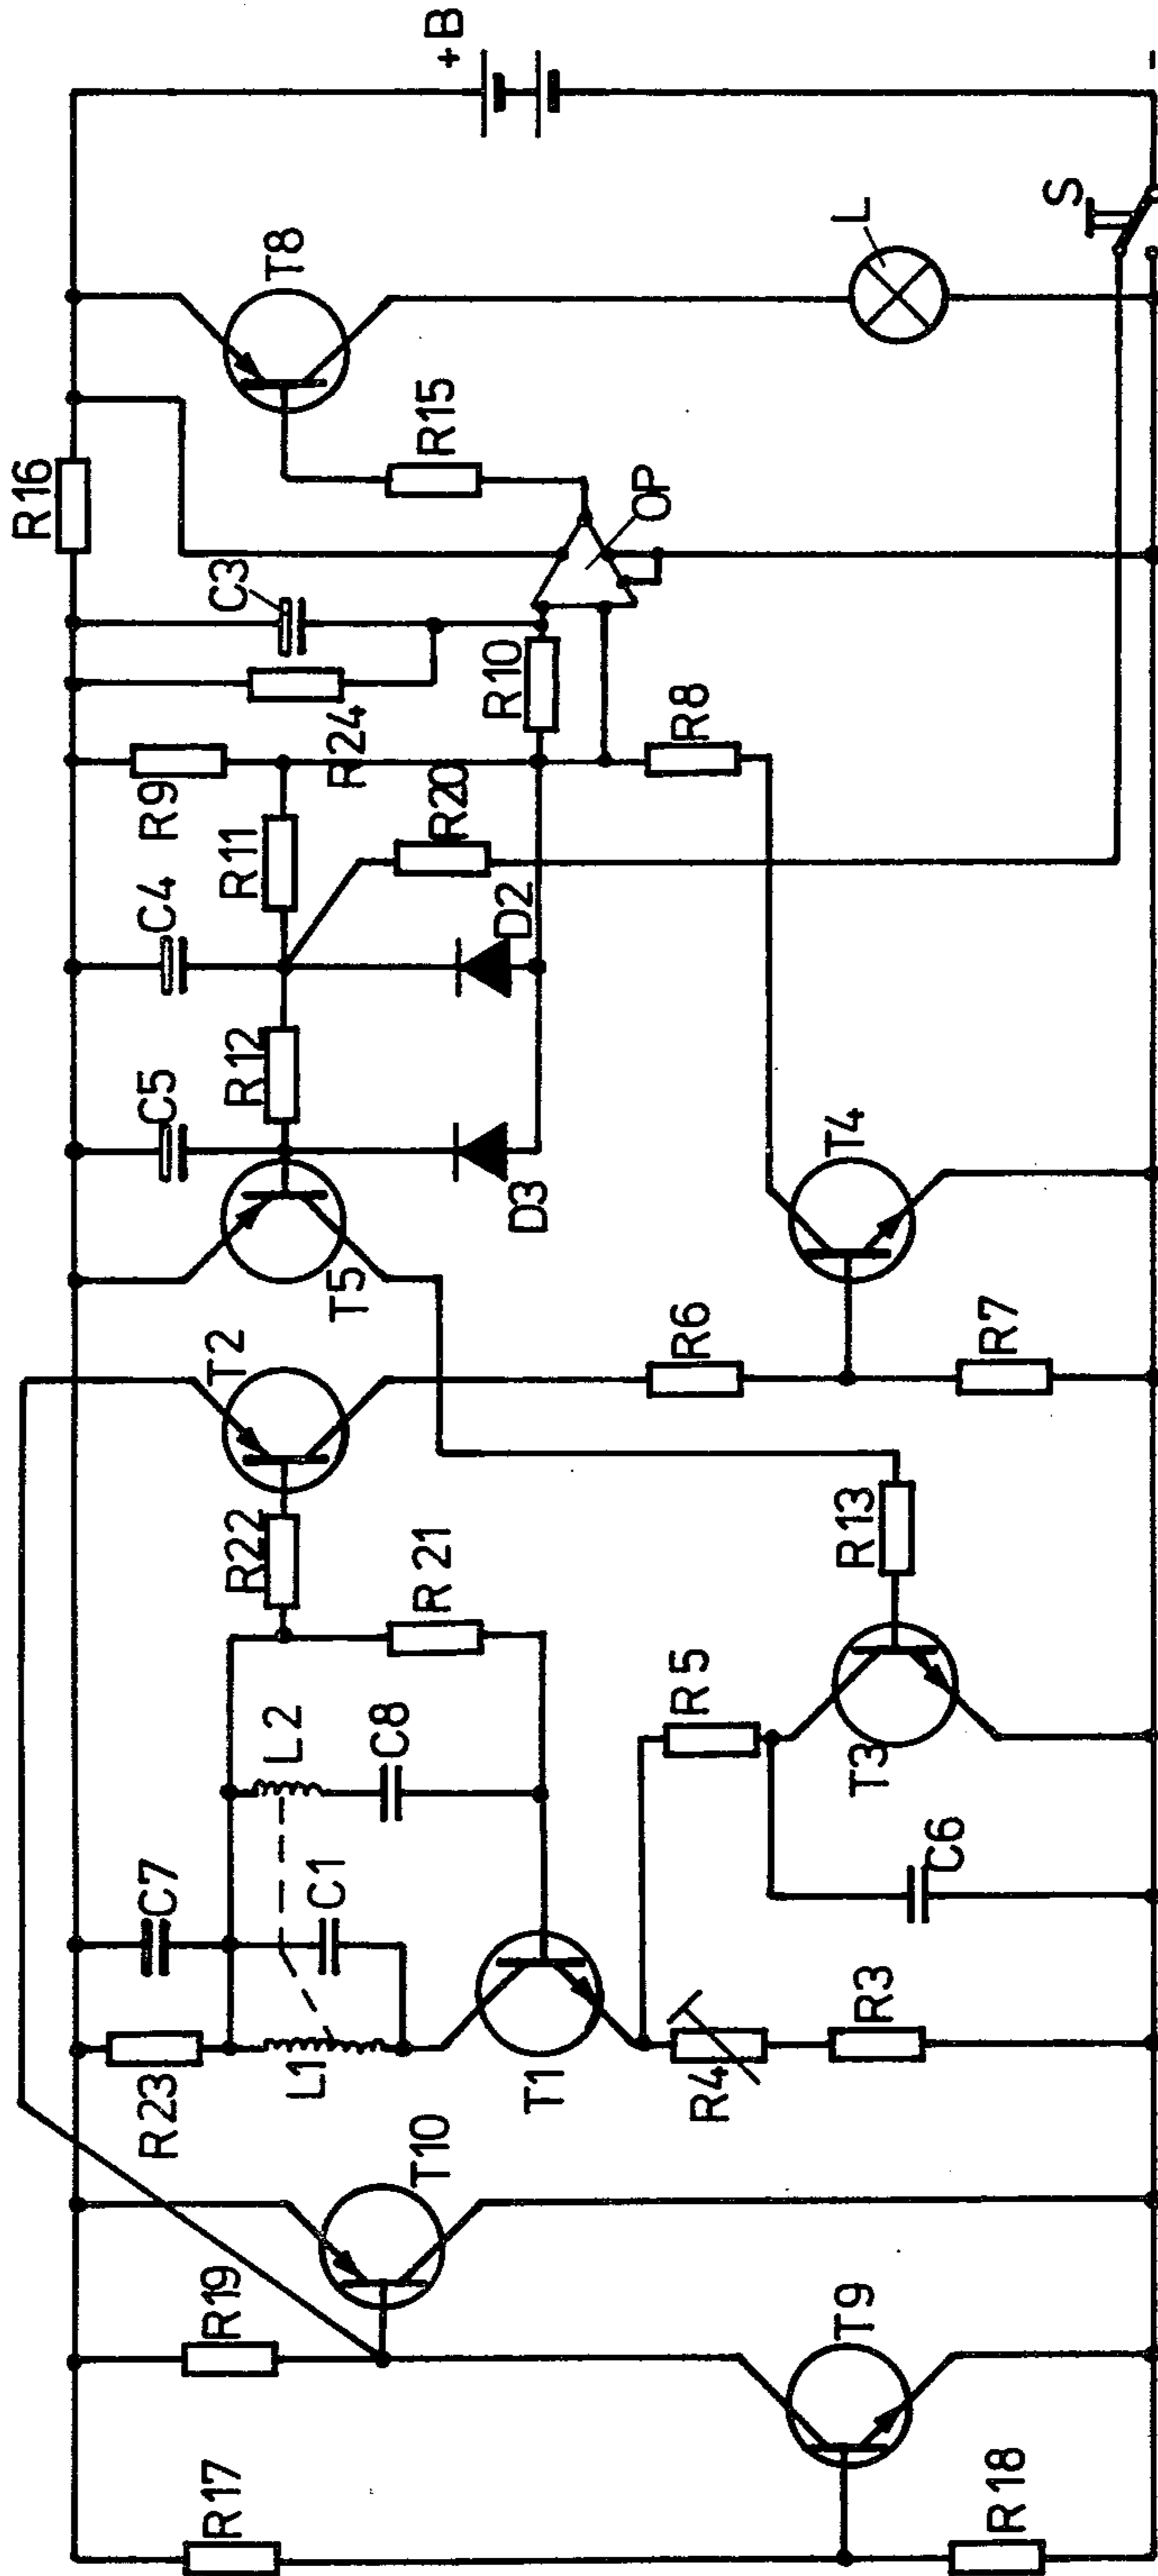 R17
R18
R19
T9
T10
R23
C7
L1
C1
L2
C8
T1
R4
R3
R22
R21
R5
C6
T3
R13
T2
R6
R7
T5
T4
C5
R12
D3
C4
R11
D2
R9
R20
R24
R8
C3
R10
R16
OP
R15
T8
L
S
+B
-